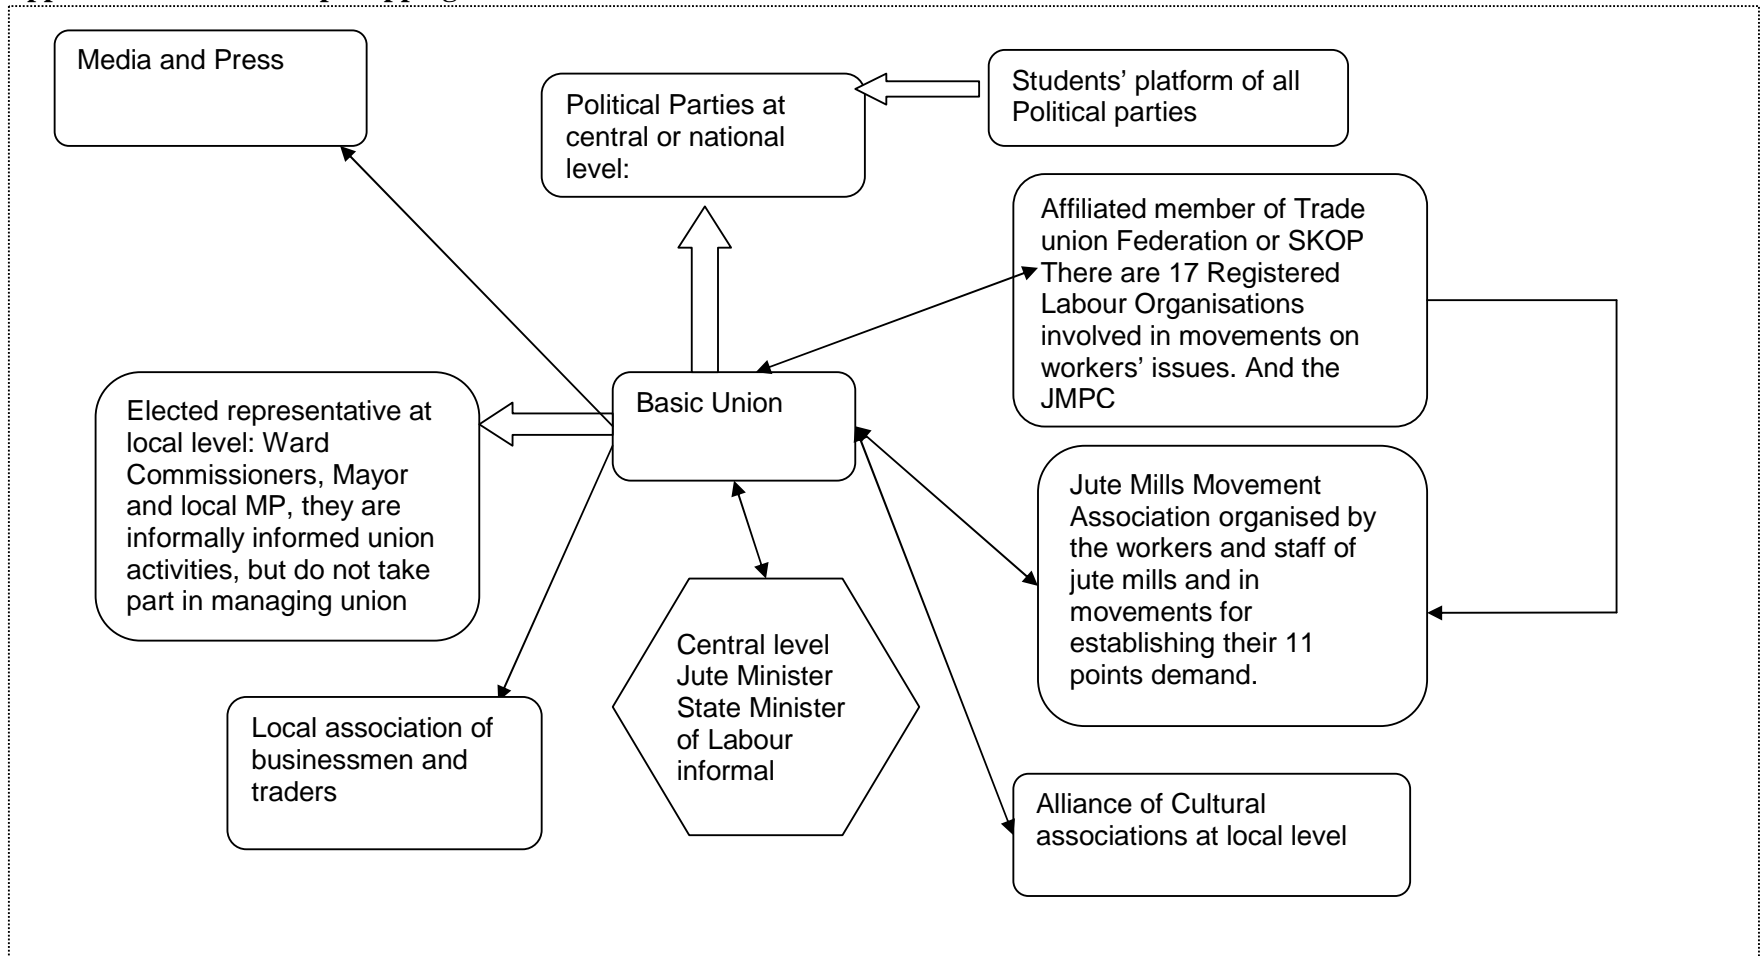 Media and Press
Political Parties at
central or national
level:
Students’ platform of all
Political parties
Affiliated member of Trade
union Federation or SKOP
There are 17 Registered
Labour Organisations
involved in movements on
workers’ issues. And the
JMPC
Basic Union
Elected representative at
local level: Ward
Commissioners, Mayor
and local MP, they are
informally informed union
activities, but do not take
part in managing union
Jute Mills Movement
Association organised by
the workers and staff of
jute mills and in
movements for
establishing their 11
points demand.
Central level
Jute Minister
State Minister
of Labour
informal
Local association of
businessmen and
traders
Alliance of Cultural
associations at local level